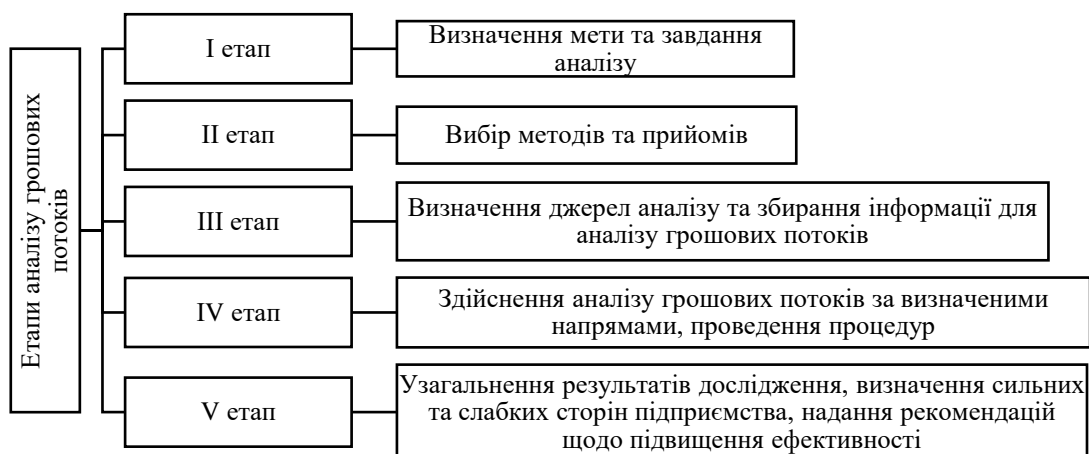 Етапи аналізу грошових
потоків
I етап
Визначення мети та завдання
аналізу
II етап
Вибір методів та прийомів
III етап
Визначення джерел аналізу та збирання інформації для
аналізу грошових потоків
IV етап
Здійснення аналізу грошових потоків за визначеними
напрямами, проведення процедур
V етап
Узагальнення результатів дослідження, визначення сильних
та слабких сторін підприємства, надання рекомендацій
щодо підвищення ефективності